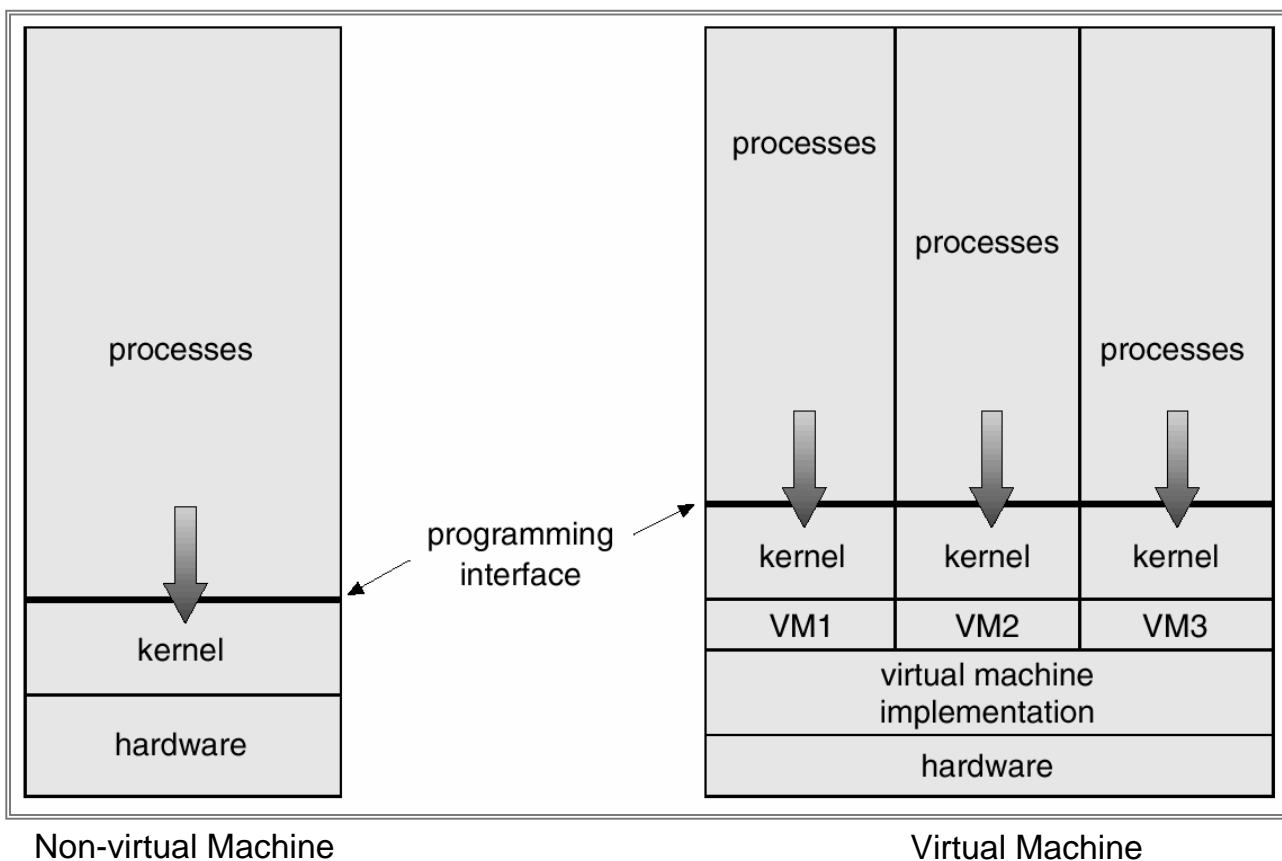 processes
kernel
hardware
programming
interface
processes
processes
processes
kernel
kernel
kernel
VM1
VM2
VM3
virtual machine
implementation
hardware
Non-virtual Machine
Virtual Machine